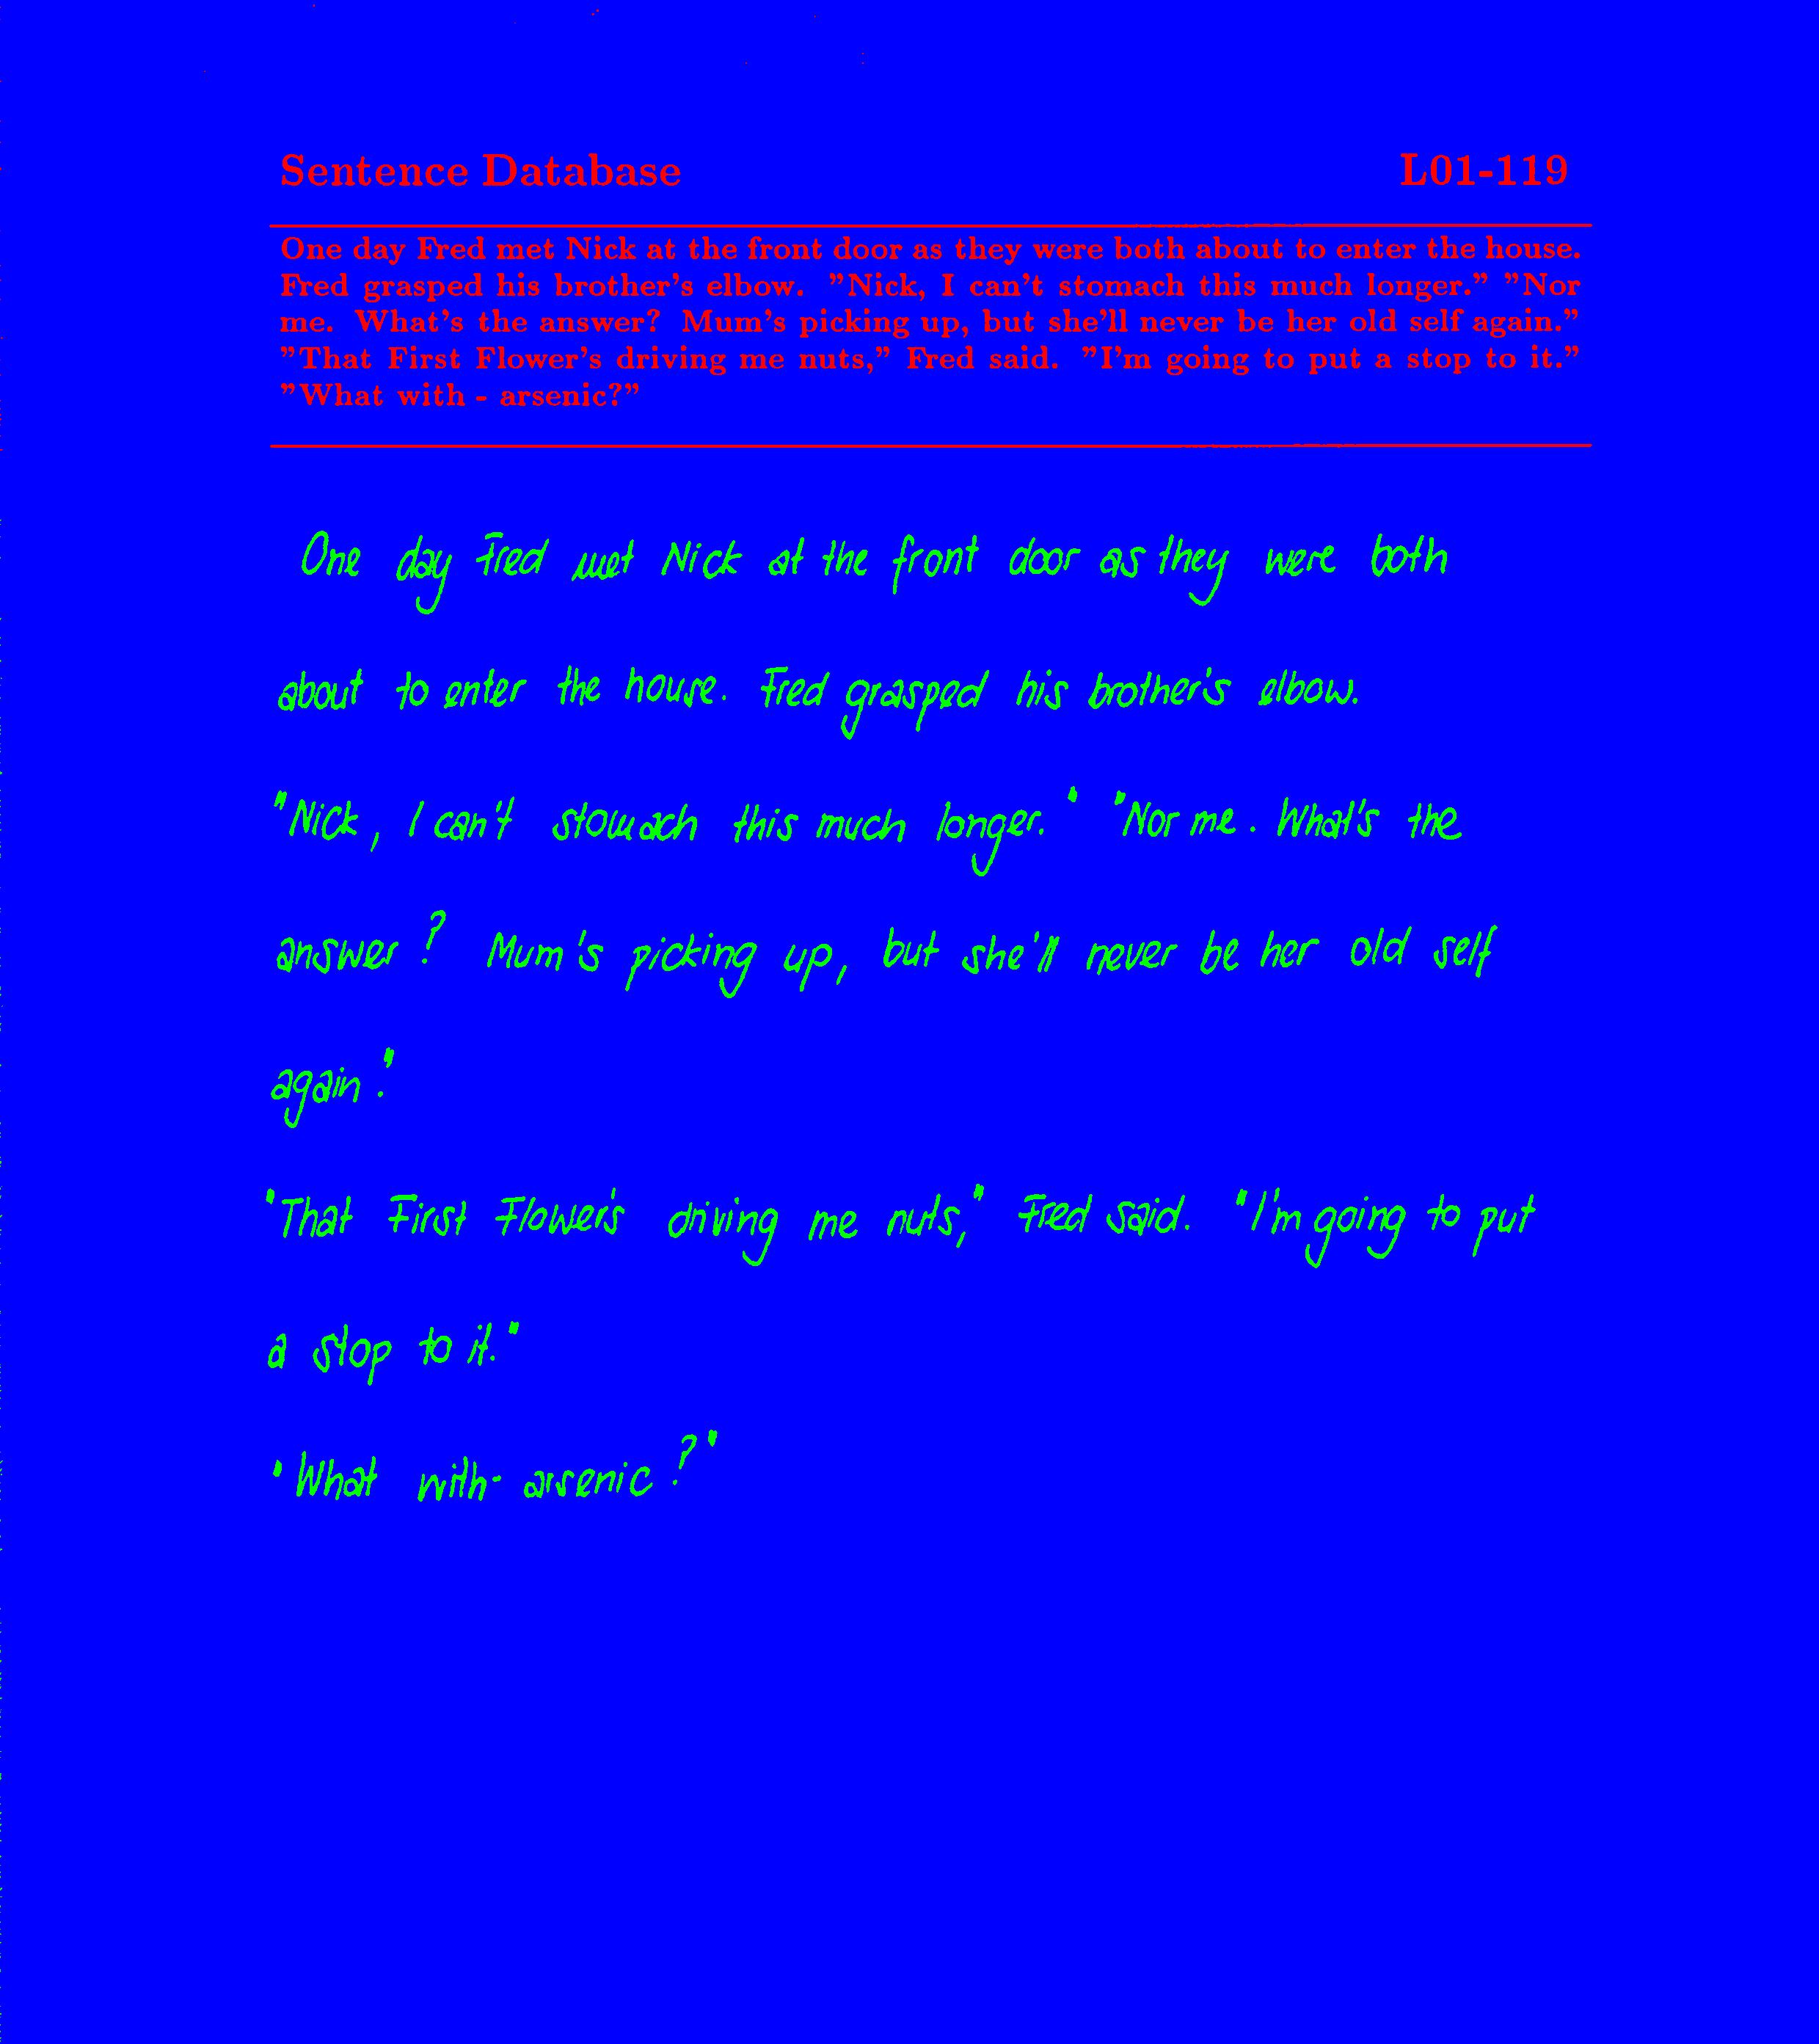 Sentence Database L01-119
One day Fred met Nick at the front door as they were both about to enter the house.
Fred grasped his brother's elbow. "Nick, I can't stomach this much longer." "Nor
me. What's the answer? Mum's picking up, but she'll never be her old self again."
"That First Flower's driving me nuts," Fred said. "I'm going to put a stop to it."
"What with - arsenic?"
One day Fred met Nick at the front door as they were both
about to enter the house. Fred grasped his brother's elbow.
"Nick, I can't stomach this much longer." "Nor me. What's the
answer? Mum's picking up, but she'll never be her old self
again."
"That First Flower's driving me nuts," Fred said. "I'm going to put
a stop to it."
"What with - arsenic?"